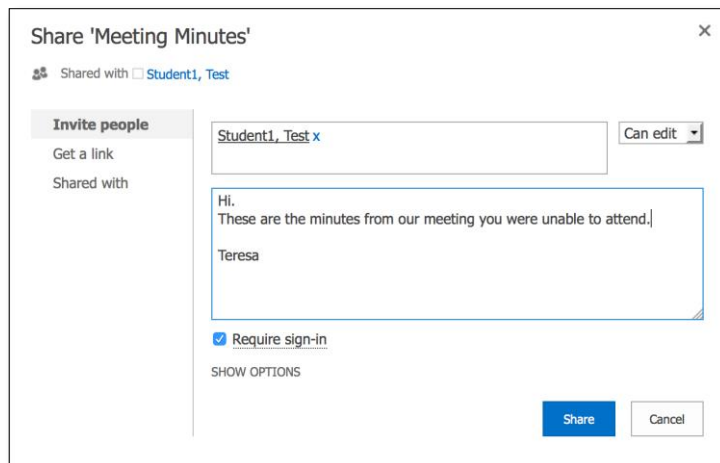 Share 'Meeting Minutes'
Shared with Student1, Test
Invite people
Get a link
Shared with
Student1, Test x
Can edit
Hi.
These are the minutes from our meeting you were unable to attend.
Teresa
Require sign-in
SHOW OPTIONS
Share
Cancel